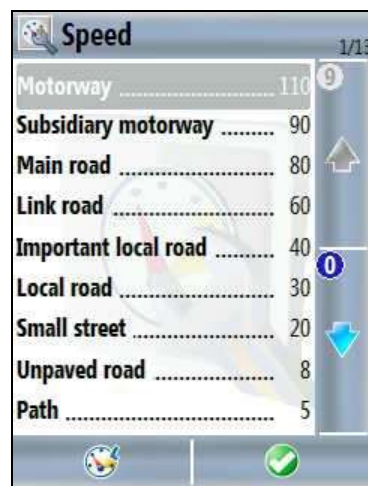 Speed
1/13
Motorway ............ 110
Subsidiary motorway ......... 90
Main road ..................... 80
Link road ...................... 60
Important local road ........ 40
Local road ..................... 30
Small street .................. 20
Unpaved road ............... 8
Path ............................ 5
9
0